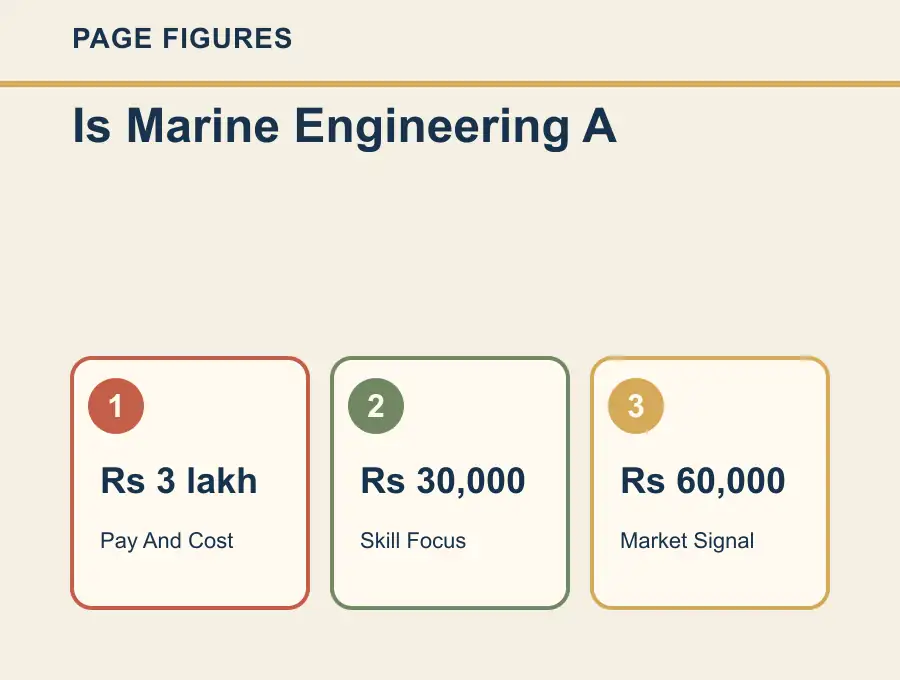 PAGE FIGURES
Is Marine Engineering A
1
Rs 3 lakh
Pay And Cost
2
Rs 30,000
Skill Focus
3
Rs 60,000
Market Signal